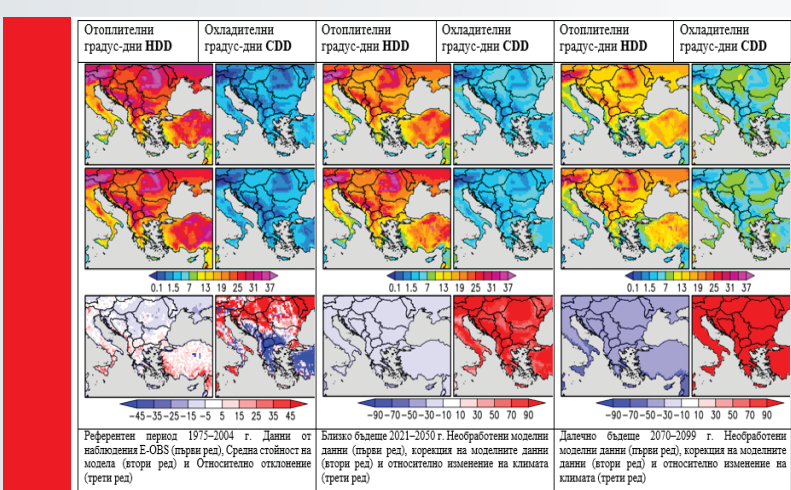 Отоплителни
градус-дни HDD
Охладителни
градус-дни CDD
Отоплителни
градус-дни HDD
Охладителни
градус-дни CDD
Отоплителни
градус-дни HDD
Охладителни
градус-дни CDD
0.1 1.5 7 13 19 25 31 37
0.1 1.5 7 13 19 25 31 37
0.1 1.5 7 13 19 25 31 37
-45-35-25-15 -5 5 15 25 35 45
-90-70-50-30-10 10 30 50 70 90
-90-70-50-30-10 10 30 50 70 90
Референтен период 1975–2004 г. Данни от
наблюдения E-OBS (първи ред), Средна стойност на
модела (втори ред) и Относително отклонение
(трети ред)
Близко бъдеще 2021–2050 г. Необработени моделни
данни (първи ред), корекция на моделните данни
(втори ред) и относително изменение на климата
(трети ред)
Далечно бъдеще 2070–2099 г. Необработени
моделни данни (първи ред), корекция на моделните
данни (втори ред) и относително изменение на
климата (трети ред)